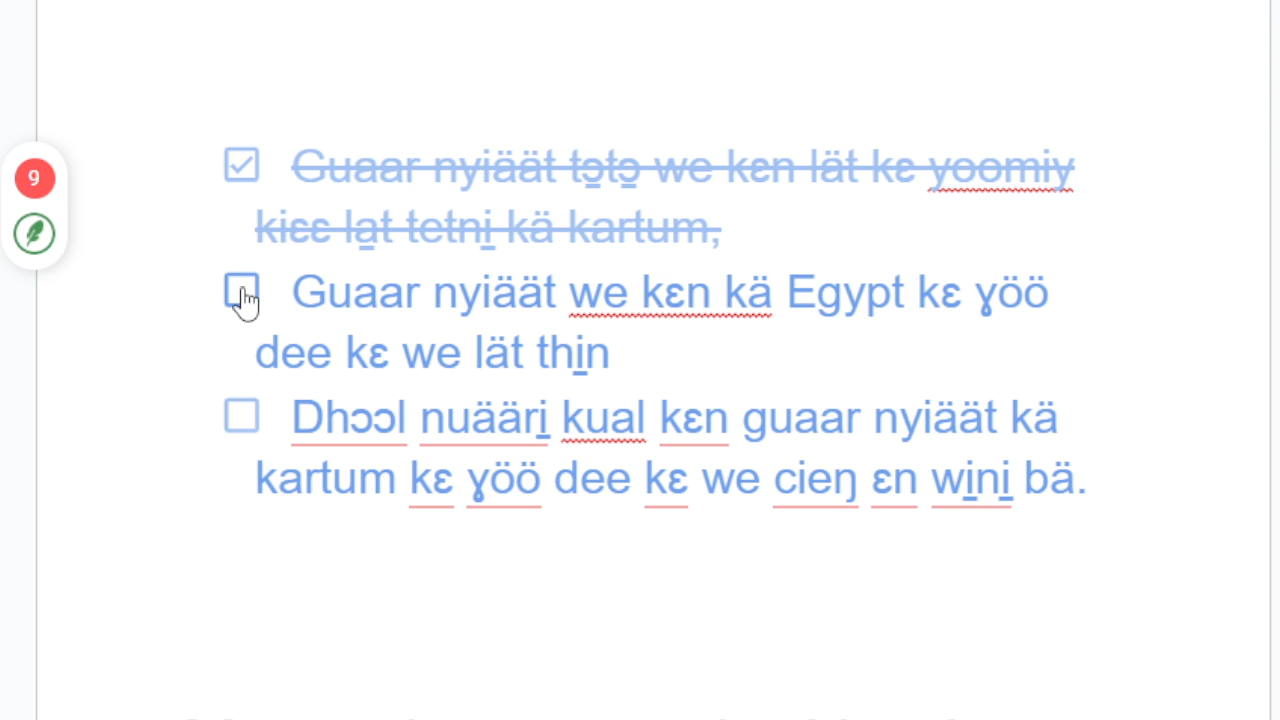 9
Guaar nyiäät tɔ̱tɔ̱ we kɛn lät kɛ yoomiy
kiɛɛ la̱t tetni̱ kä kartum,
Guaar nyiäät we kɛn kä Egypt kɛ ɣöö
dee kɛ we lät thi̱n
Dhɔɔl nuääri̱ kual kɛn guaar nyiäät kä
kartum kɛ ɣöö dee kɛ we cieŋ ɛn wi̱ni̱ bä.